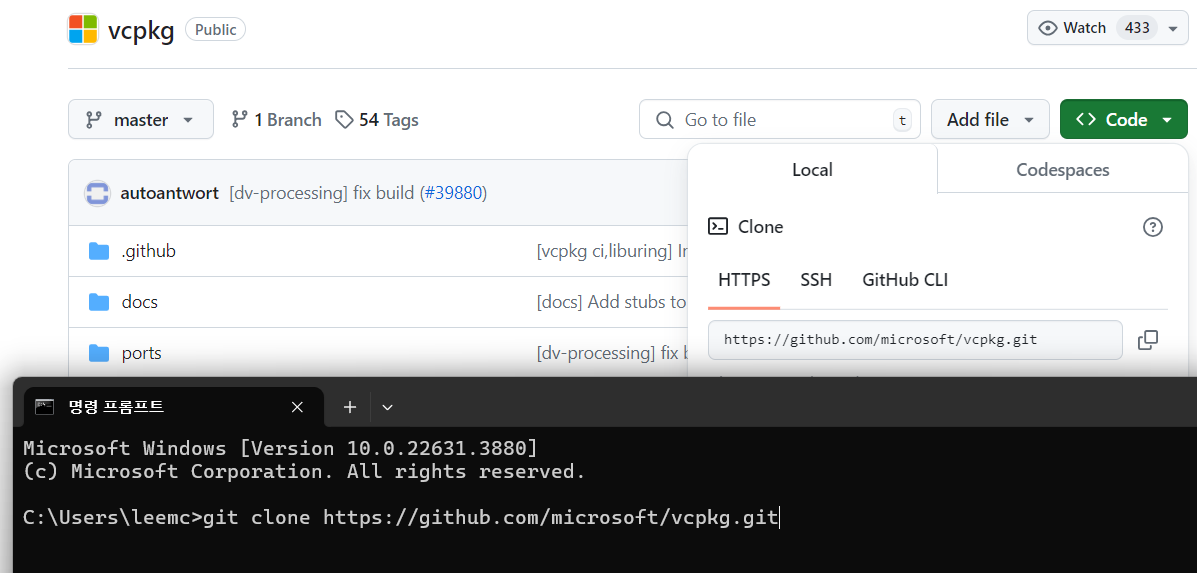 vcpkg Public
Watch 433
master 1 Branch 54 Tags Go to file t Add file Code
Local Codespaces
autoantwort [dv-processing] fix build (#39880)
Clone
.github [vcpkg ci,liburing]
HTTPS SSH GitHub CLI
docs [docs] Add stubs to
https://github.com/microsoft/vcpkg.git
ports [dv-processing] fix
명령 프롬프트
Microsoft Windows [Version 10.0.22631.3880]
(c) Microsoft Corporation. All rights reserved.
C:\Users\leemc>git clone https://github.com/microsoft/vcpkg.git